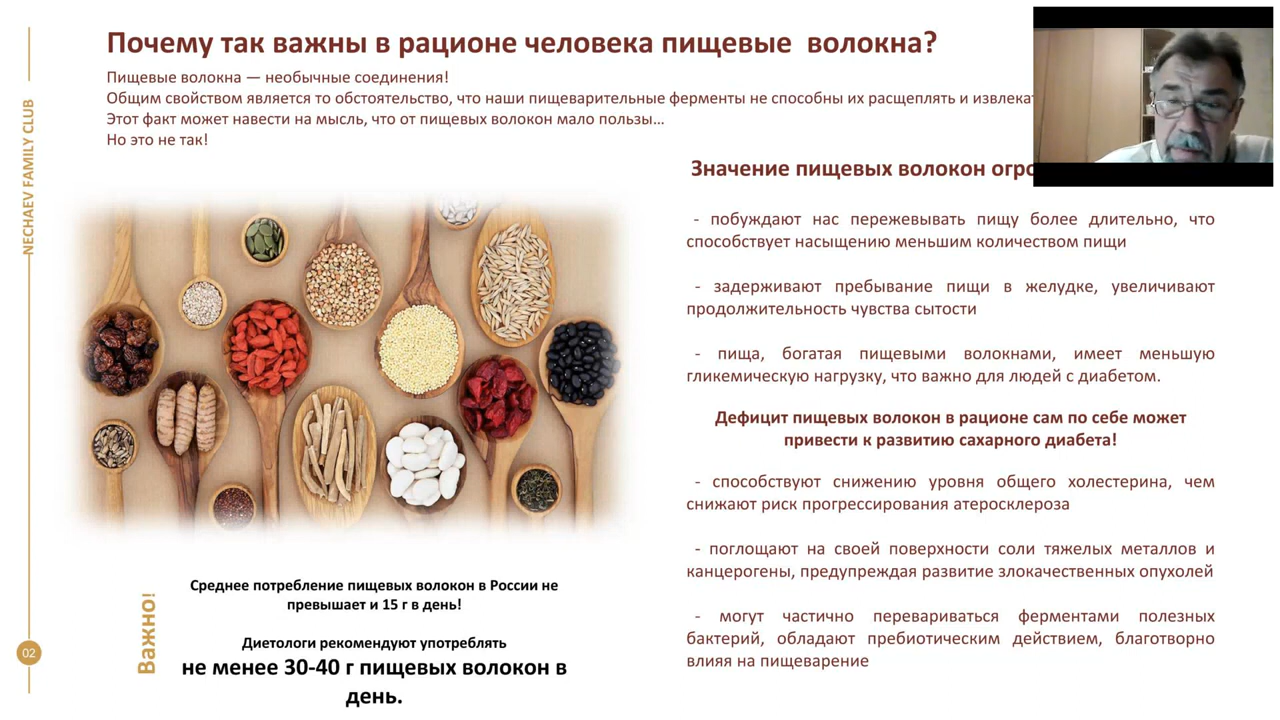 Почему так важны в рационе человека пищевые волокна?
Пищевые волокна — необычные соединения!
Общим свойством является то обстоятельство, что наши пищеварительные ферменты не способны их расщеплять и
Этот факт может навести на мысль, что от пищевых волокон мало пользы...
Но это не так!
NECHAEV FAMILY CLUB
Значение пищевых волокон
- побуждают нас пережевывать пищу более длительно, что
способствует насыщению меньшим количеством пищи
- задерживают пребывание пищи в желудке, увеличивают
продолжительность чувства сытости
- пища, богатая пищевыми волокнами, имеет меньшую
гликемическую нагрузку, что важно для людей с диабетом.
Дефицит пищевых волокон в рационе сам по себе может
привести к развитию сахарного диабета!
- способствуют снижению уровня общего холестерина, чем
снижают риск прогрессирования атеросклероза
- поглощают на своей поверхности соли тяжелых металлов и
канцерогены, предупреждая развитие злокачественных опухолей
- могут частично перевариваться ферментами полезных
бактерий, обладают пребиотическим действием, благотворно
влияя на пищеварение
Важно!
Среднее потребление пищевых волокон в России не
превышает и 15 г в день!
Диетологи рекомендуют употреблять
не менее 30-40 г пищевых волокон в
день.
02